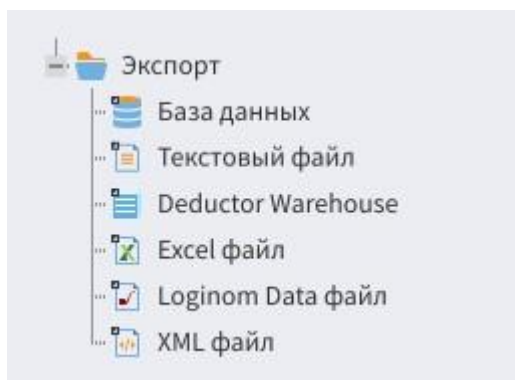 Экспорт
База данных
Текстовый файл
Deductor Warehouse
Excel файл
Loginom Data файл
XML файл